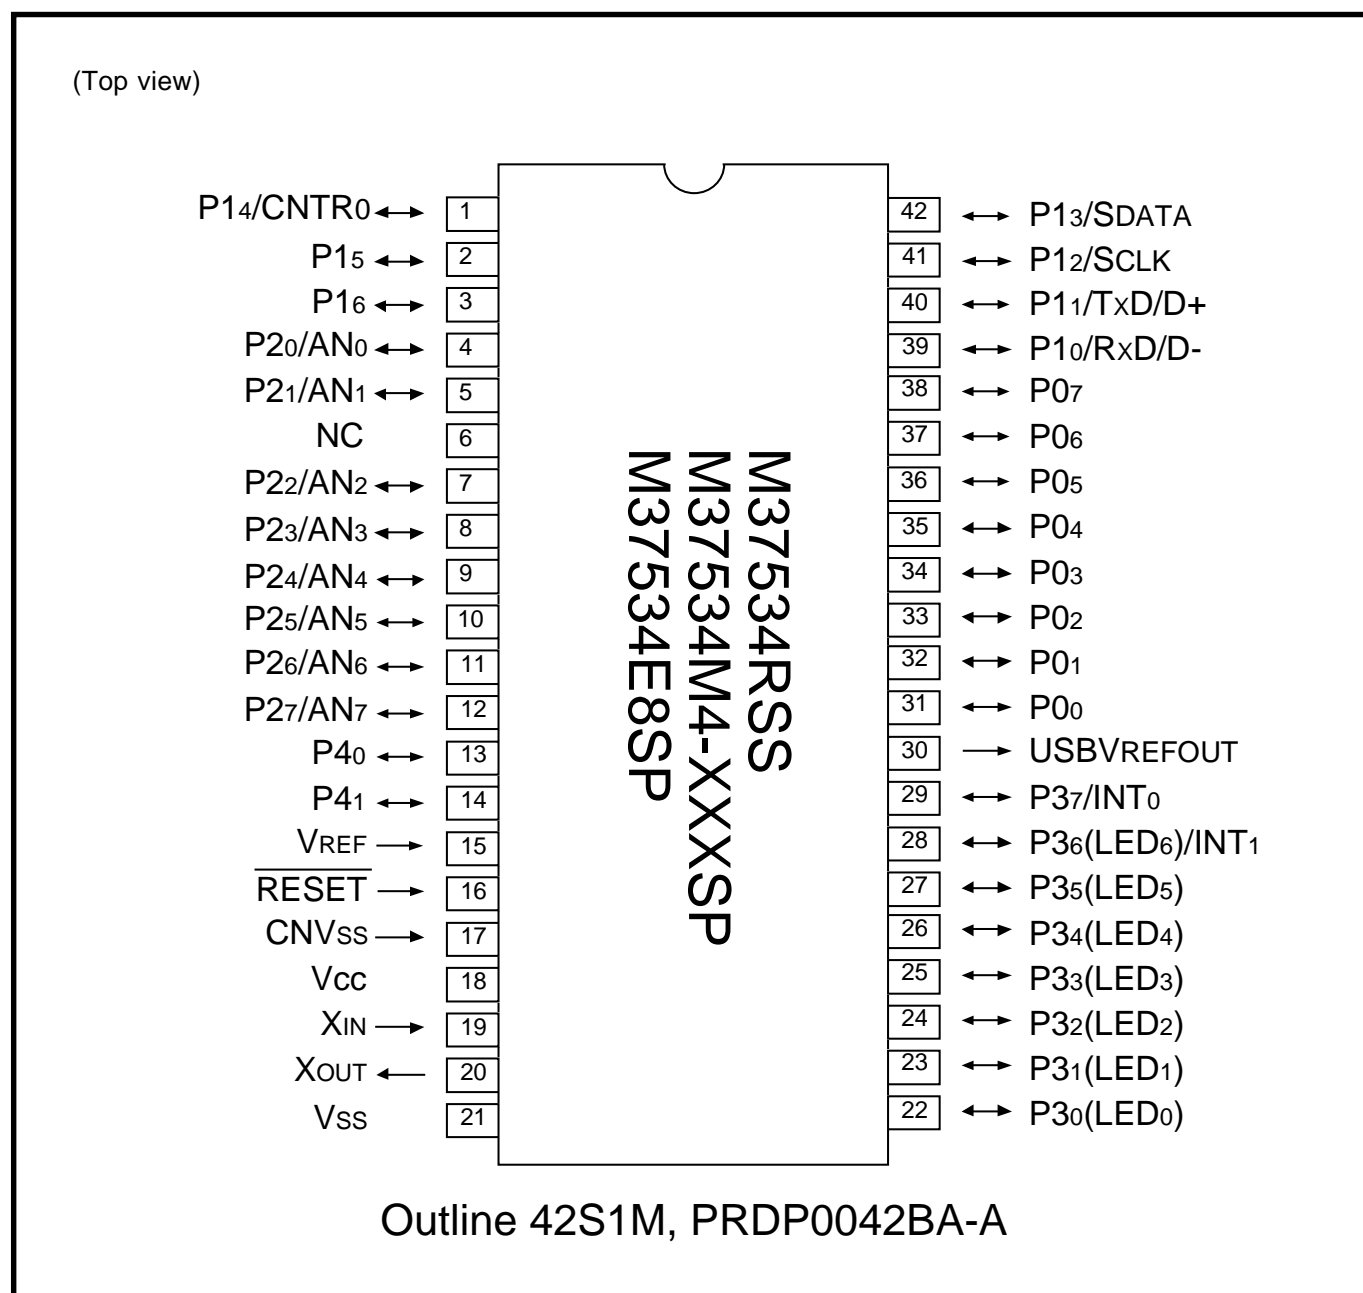 (Top view)
P14/CNTR0 1
P15 2
P16 3
P20/AN0 4
P21/AN1 5
NC 6
P22/AN2 7
P23/AN3 8
P24/AN4 9
P25/AN5 10
P26/AN6 11
P27/AN7 12
P40 13
P41 14
VREF 15
RESET 16
CNVSS 17
Vcc 18
XIN 19
XOUT 20
VSS 21
M37534RSS
M37534M4-XXXSP
M37534E8SP
42 P13/SDATA
41 P12/SCLK
40 P11/TXD/D+
39 P10/RXD/D-
38 P07
37 P06
36 P05
35 P04
34 P03
33 P02
32 P01
31 P00
30 USBVREFOUT
29 P37/INT0
28 P36(LED6)/INT1
27 P35(LED5)
26 P34(LED4)
25 P33(LED3)
24 P32(LED2)
23 P31(LED1)
22 P30(LED0)
Outline 42S1M, PRDP0042BA-A